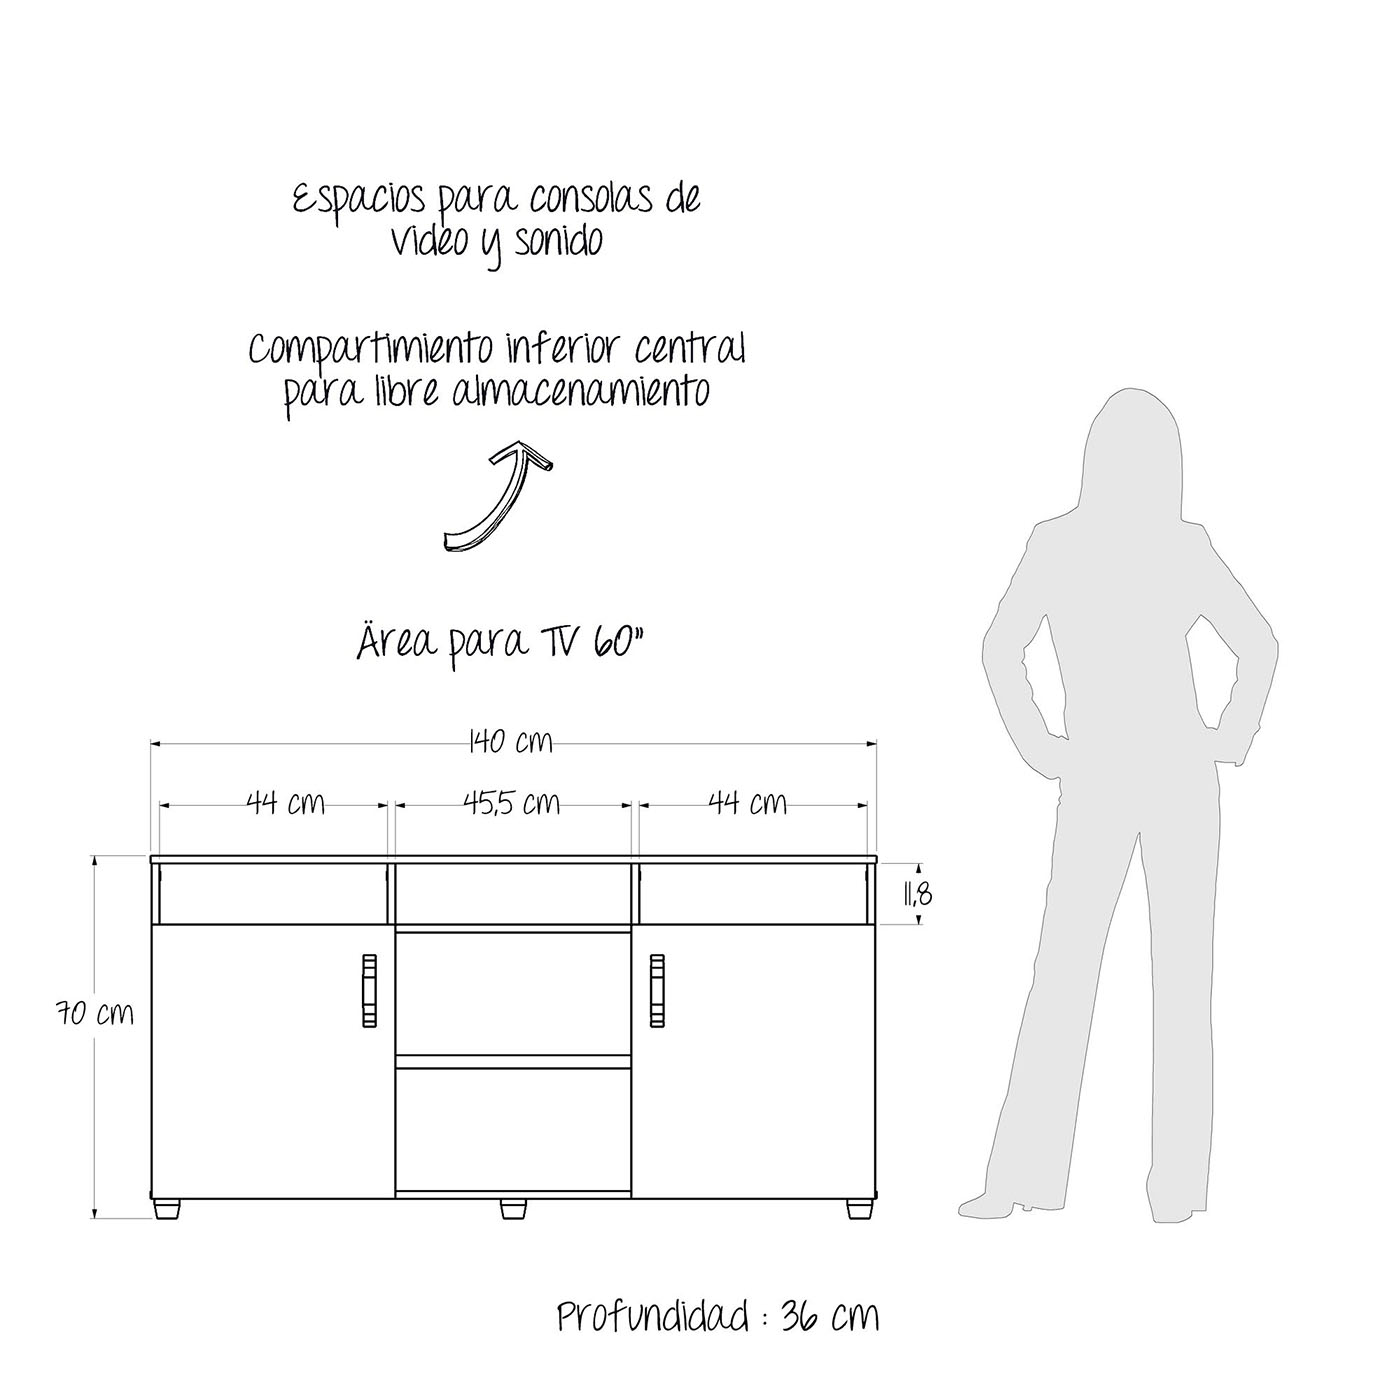 Espacios para consolas de
video y sonido
Compartimiento inferior central
para libre almacenamiento
Ärea para TV 60"
140 cm
44 cm
45,5 cm
44 cm
11,8
70 cm
Profundidad : 36 cm